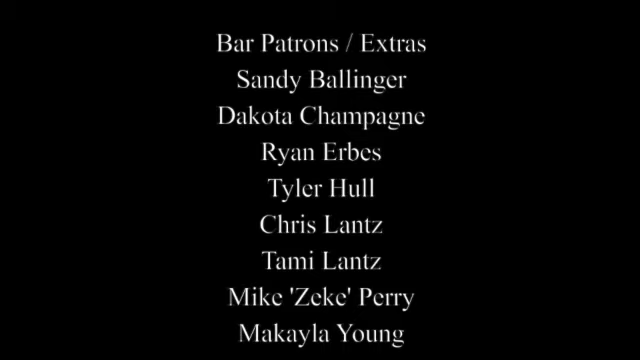 Bar Patrons / Extras
Sandy Ballinger
Dakota Champagne
Ryan Erbes
Tyler Hull
Chris Lantz
Tami Lantz
Mike 'Zeke' Perry
Makayla Young